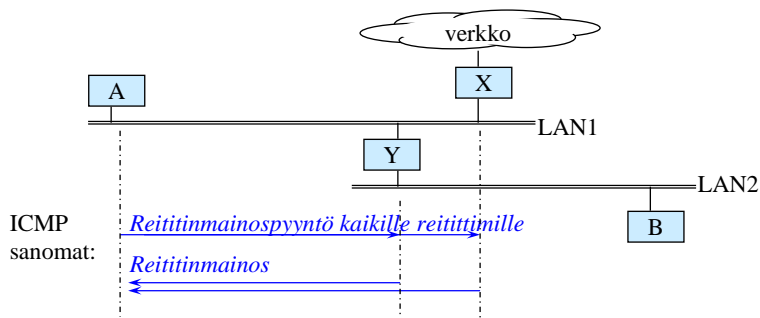 verkko
A
X
LAN1
Y
LAN2
B
ICMP
sanomat:
Reititinmainospyyntö kaikille reitittimille
Reititinmainos